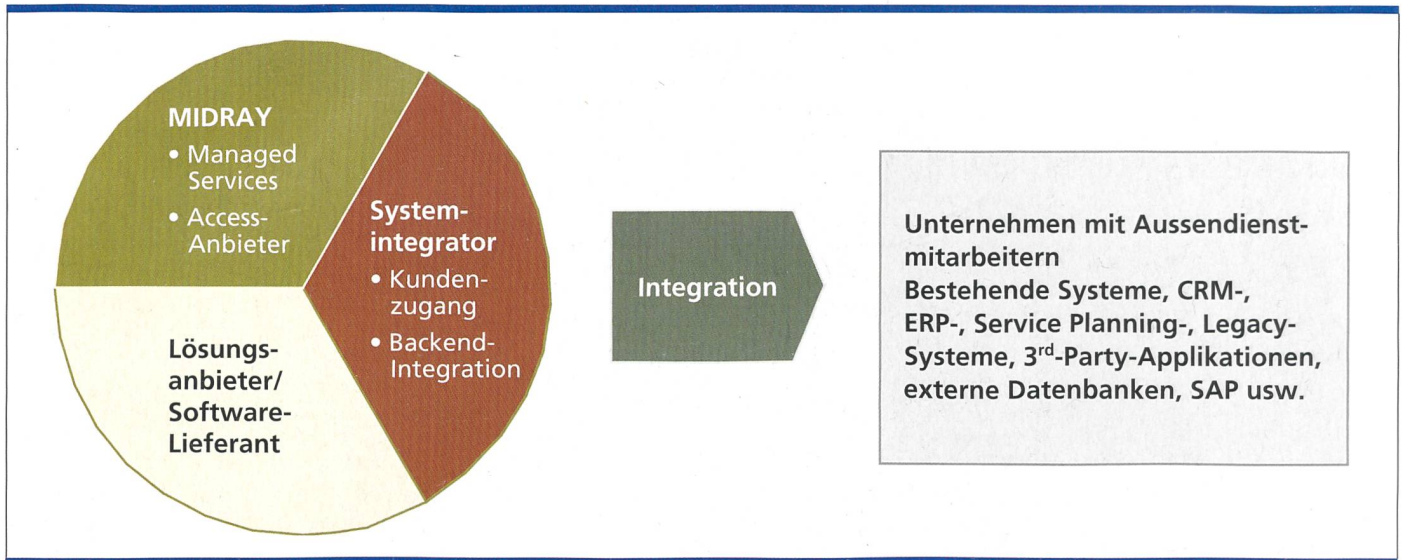 MIDRAY
• Managed
Services
• Access-
Anbieter
System-
integrator
• Kunden-
zugang
• Backend-
Integration
Lösungs-
anbieter/
Software-
Lieferant
Integration
Unternehmen mit Aussendienst-
mitarbeitern
Bestehende Systeme, CRM-,
ERP-, Service Planning-, Legacy-
Systeme, 3rd-Party-Applikationen,
externe Datenbanken, SAP usw.